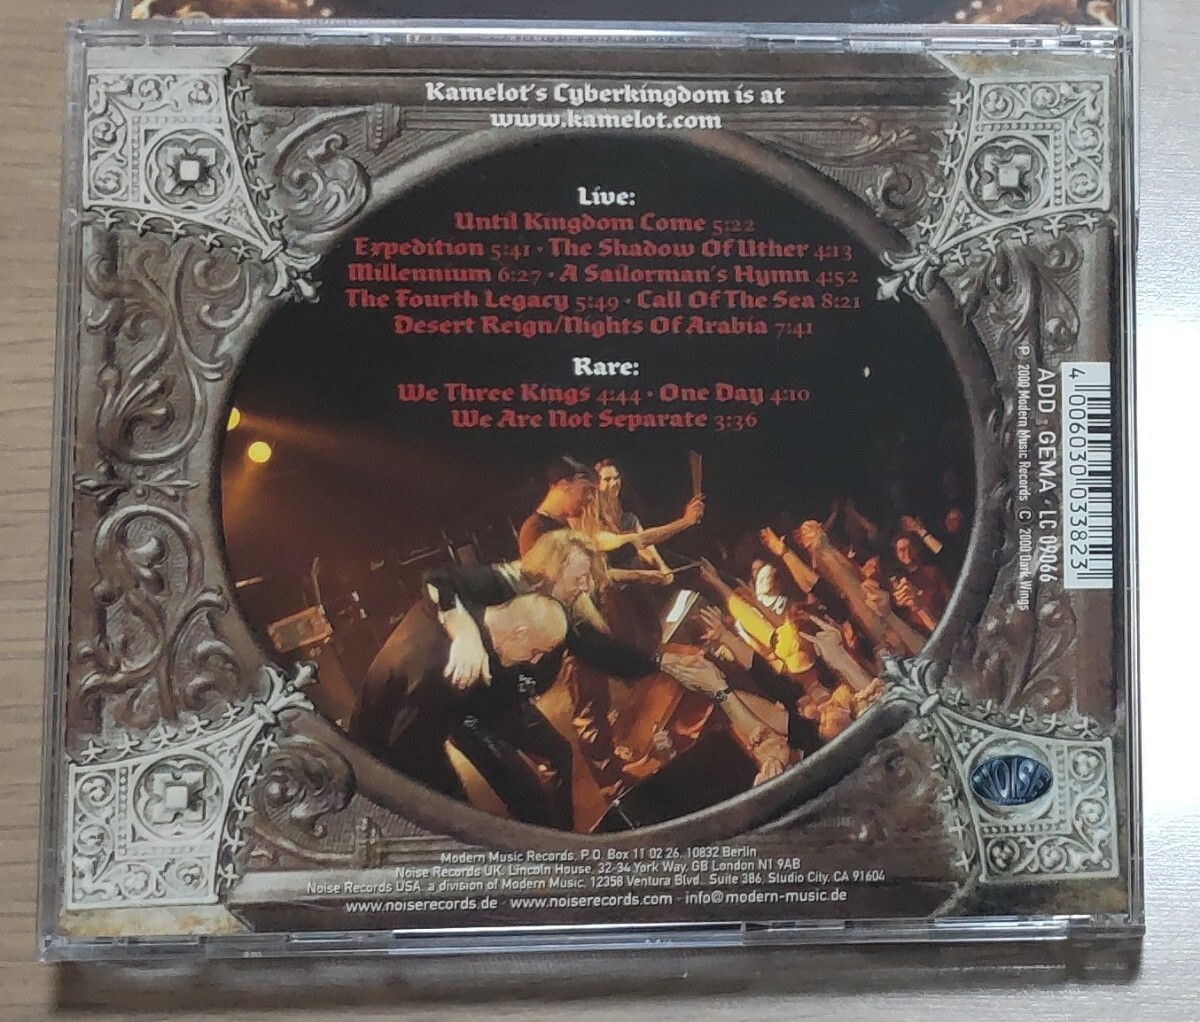 Kamelot's Cyberkingdom is at
www.kamelot.com
Live:
Until Kingdom Come 5:22
Expedition 5:41 · The Shadow Of Uther 4:13
Millennium 6:27 · A Sailorman's Hymn 4:52
The Fourth Legacy 5:49 · Call Of The Sea 8:21
Desert Reign/Nights Of Arabia 7:41
Rare:
We Three Kings 4:44 · One Day 4:10
We Are Not Separate 3:36
4 006030 033823
ADD · GEMA · LC 09066
P 2000 Modern Music Records C 2000 Dark Wings
NOISE
Modern Music Records, P.O. Box 11 02 26, 10832 Berlin
Noise Records UK, Lincoln House, 32-34 York Way, GB London N1 9AB
Noise Records USA, a division of Modern Music, 12358 Ventura Blvd., Suite 386, Studio City, CA 91604
www.noiserecords.de · www.noiserecords.com · info@modern-music.de